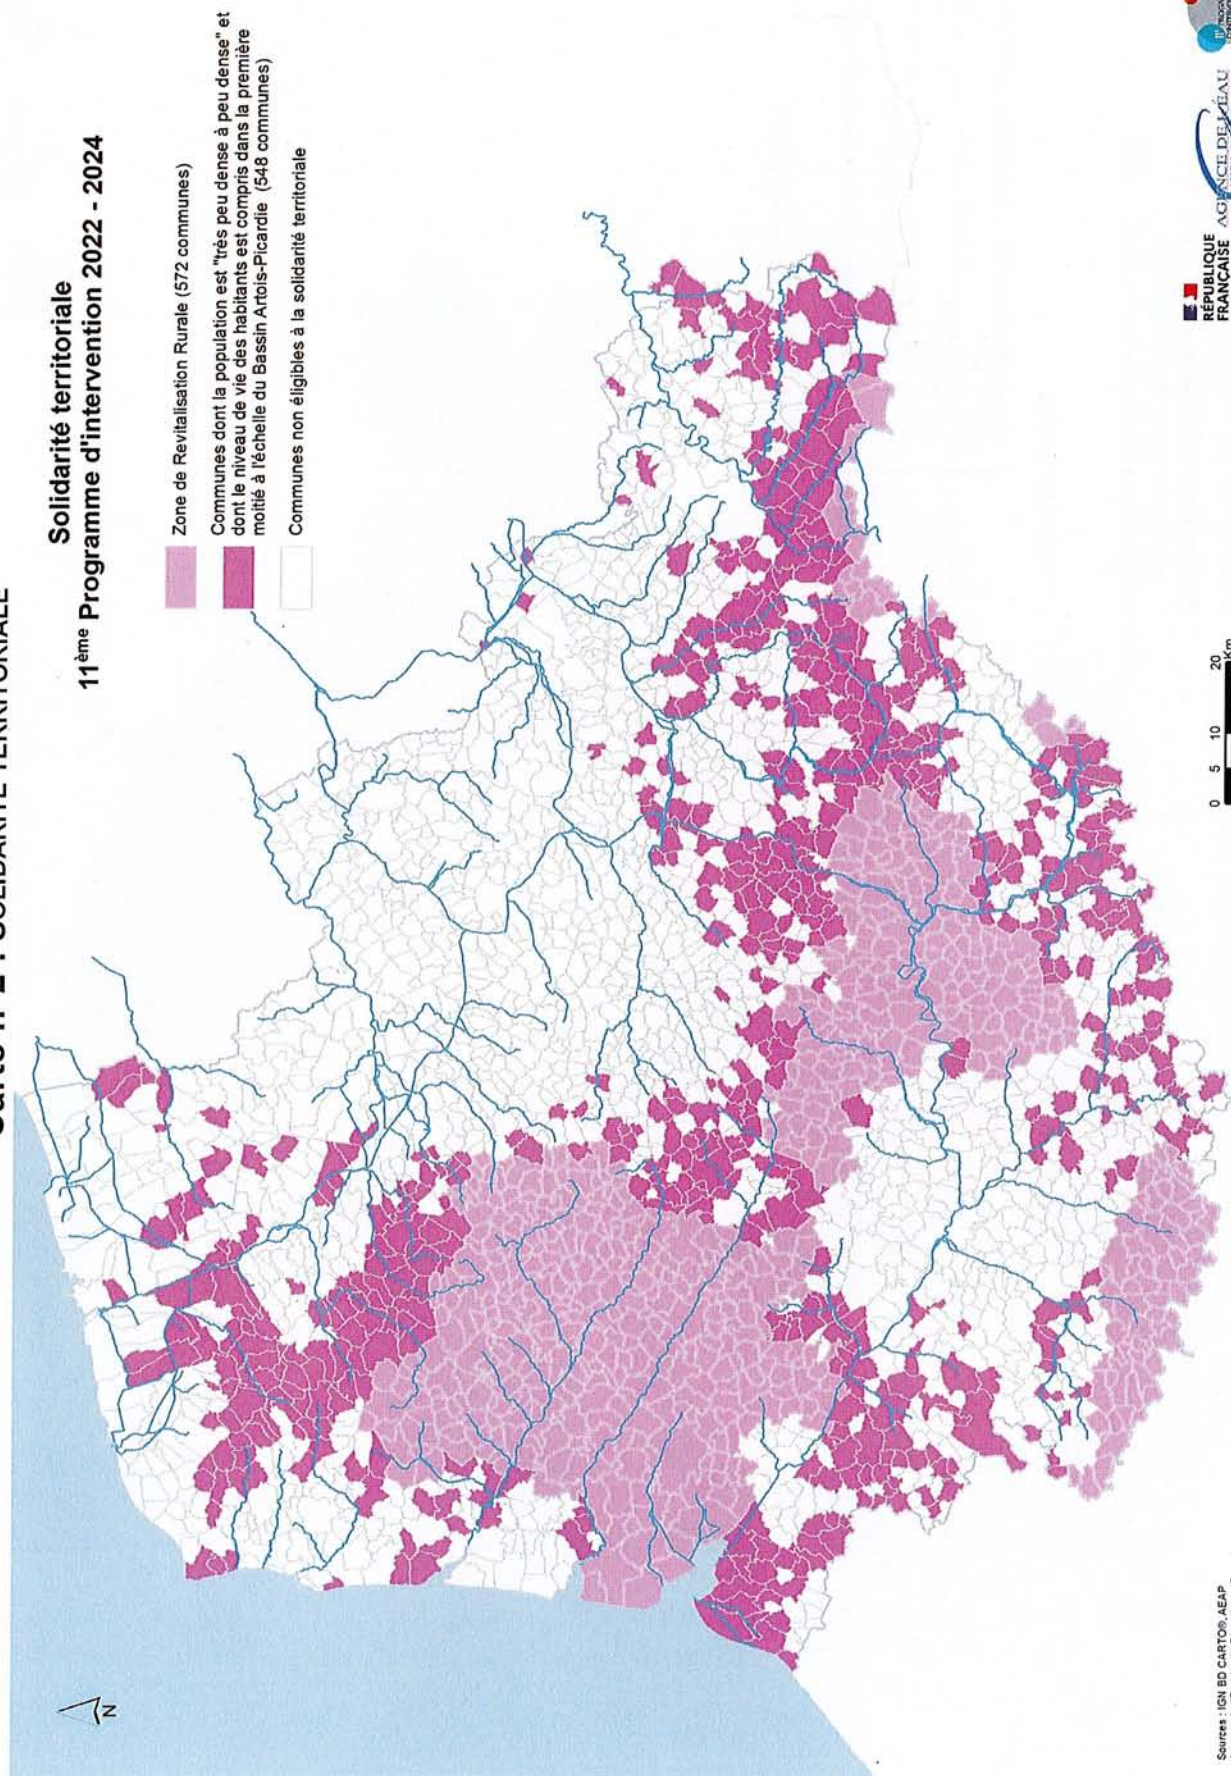 Solidarité territoriale
11ème Programme d'intervention 2022 - 2024
Zone de Revitalisation Rurale (572 communes)
Communes dont la population est "très peu dense à peu dense" et
dont le niveau de vie des habitants est compris dans la première
moitié à l'échelle du Bassin Artois-Picardie (548 communes)
Communes non éligibles à la solidarité territoriale
N
0 5 10 20
Km
RÉPUBLIQUE
FRANÇAISE
AGENCE DE L'EAU
Sources : IGN BD CARTO®, AEAP